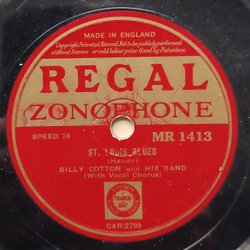 MADE IN ENGLAND
Copyright Patented Record. Not to be publicly performed
without licence or sold below price fixed by Patentees.
REGAL
ZONOPHONE
SPEED 78
MR 1413
ST. LOUIS BLUES
(Handy)
BILLY COTTON and HIS BAND
(With Vocal Chorus)
FRANCIS
DAY
CAR.2799